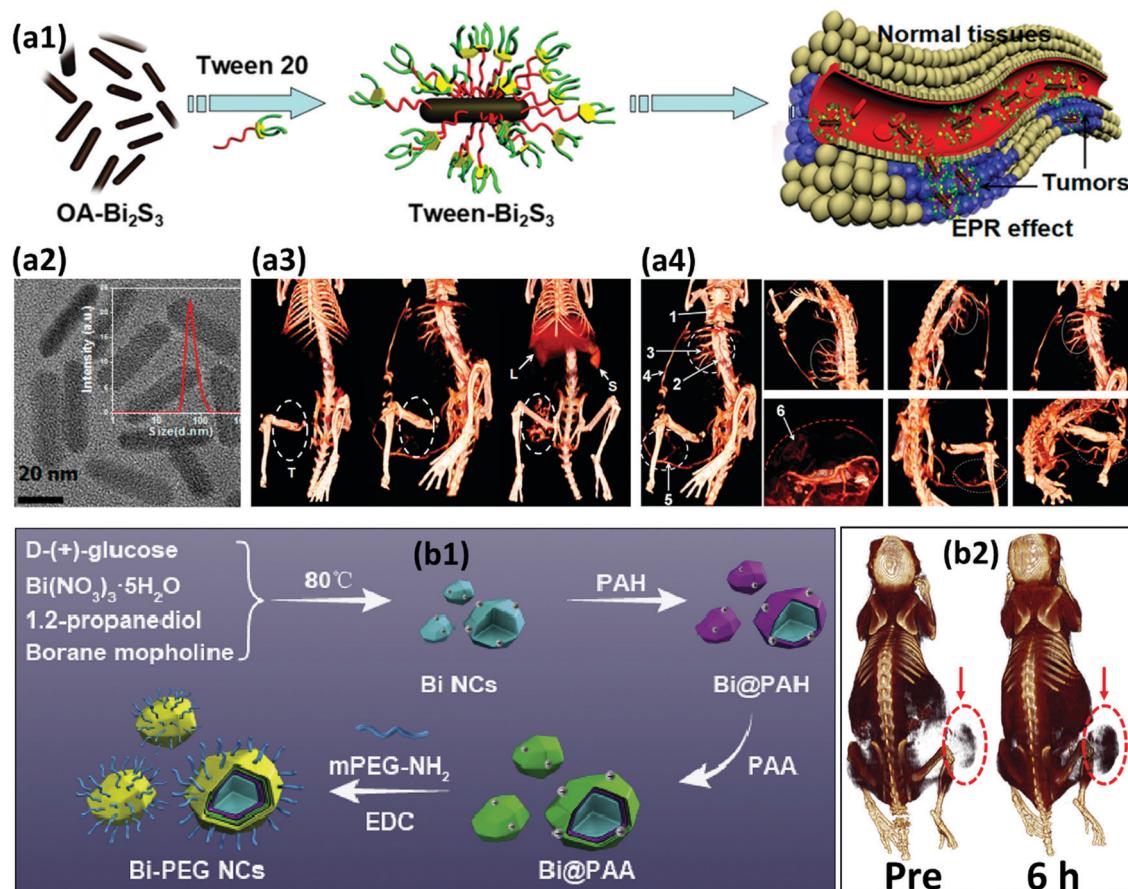 (a1)
Tween 20
OA-Bi₂S₃
Tween-Bi₂S₃
Normal tissues
Tumors
EPR effect
(a2)
Intensity (a.u.)
Size(d.nm)
20 nm
(a3)
T
L
S
(a4)
1
3
4
2
5
6
(b1)
D-(+)-glucose
Bi(NO₃)₃·5H₂O
1.2-propanediol
Borane mopholine
80℃
Bi NCs
PAH
Bi@PAH
PAA
Bi@PAA
mPEG-NH₂
EDC
Bi-PEG NCs
(b2)
Pre
6 h